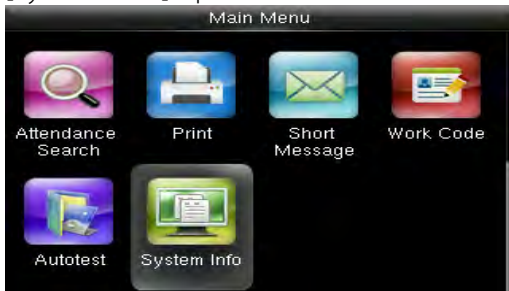 Main Menu
Attendance
Search
Print
Short
Message
Work Code
Autotest
System Info